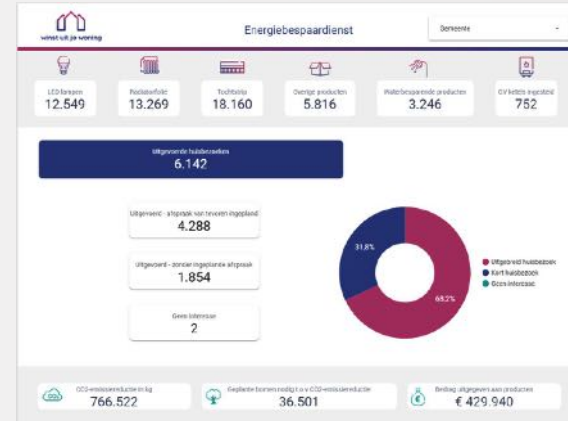 winst uit je woning
Energiebespaardienst
Gemeente
LED lampen
12.549
Radiatorfolie
13.269
Tochtstrip
18.160
Overige producten
5.816
Waterbesparende producten
3.246
CV ketels ingesteld
752
Uitgevoerde huisbezoeken
6.142
Uitgevoerd - afspraak van tevoren ingepland
4.288
Uitgevoerd - zonder ingeplande afspraak
1.854
Geen interesse
2
31,8%
68,2%
Uitgebreid huisbezoek
Kort huisbezoek
Geen interesse
CO2-emissiereductie in kg
766.522
Geplante bomen nodig t.o.v. CO2-emissiereductie
36.501
Bedrag uitgegeven aan producten
€ 429.940